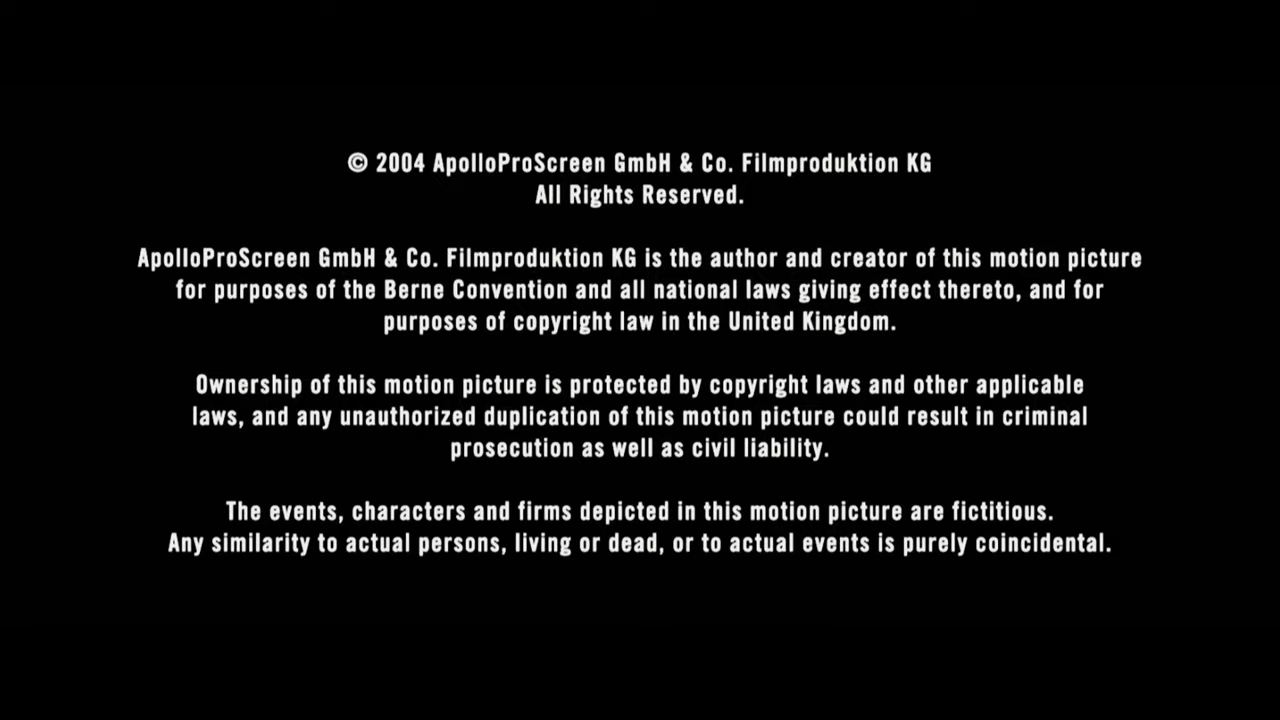 © 2004 ApolloProScreen GmbH & Co. Filmproduktion KG
All Rights Reserved.
ApolloProScreen GmbH & Co. Filmproduktion KG is the author and creator of this motion picture
for purposes of the Berne Convention and all national laws giving effect thereto, and for
purposes of copyright law in the United Kingdom.
Ownership of this motion picture is protected by copyright laws and other applicable
laws, and any unauthorized duplication of this motion picture could result in criminal
prosecution as well as civil liability.
The events, characters and firms depicted in this motion picture are fictitious.
Any similarity to actual persons, living or dead, or to actual events is purely coincidental.